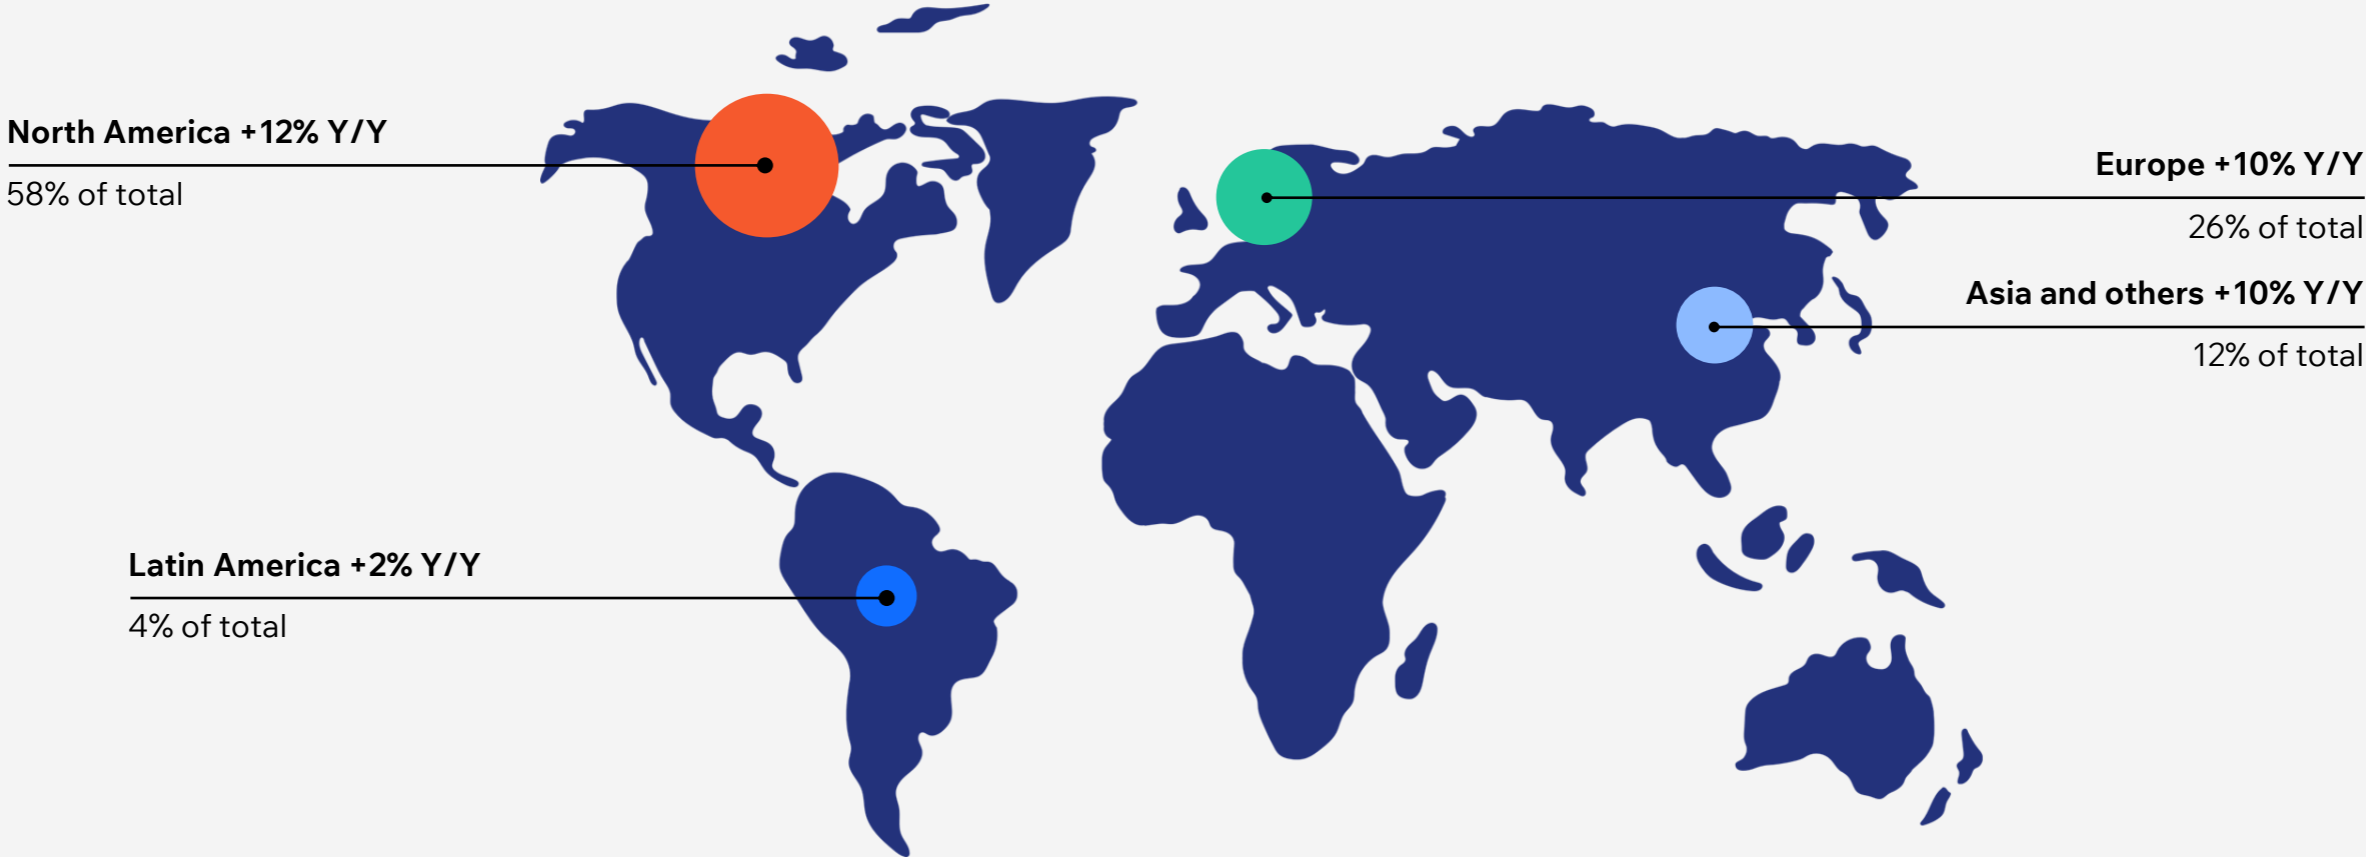 North America +12% Y/Y
58% of total
Europe +10% Y/Y
26% of total
Asia and others +10% Y/Y
12% of total
Latin America +2% Y/Y
4% of total